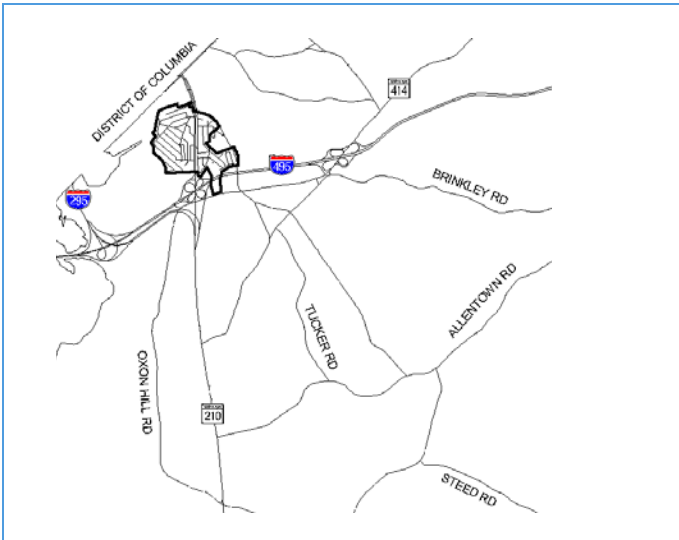 DISTRICT OF COLUMBIA
414
495
BRINKLEY RD
295
ALLENTOWN RD
TUCKER RD
OXON HILL RD
210
STEED RD